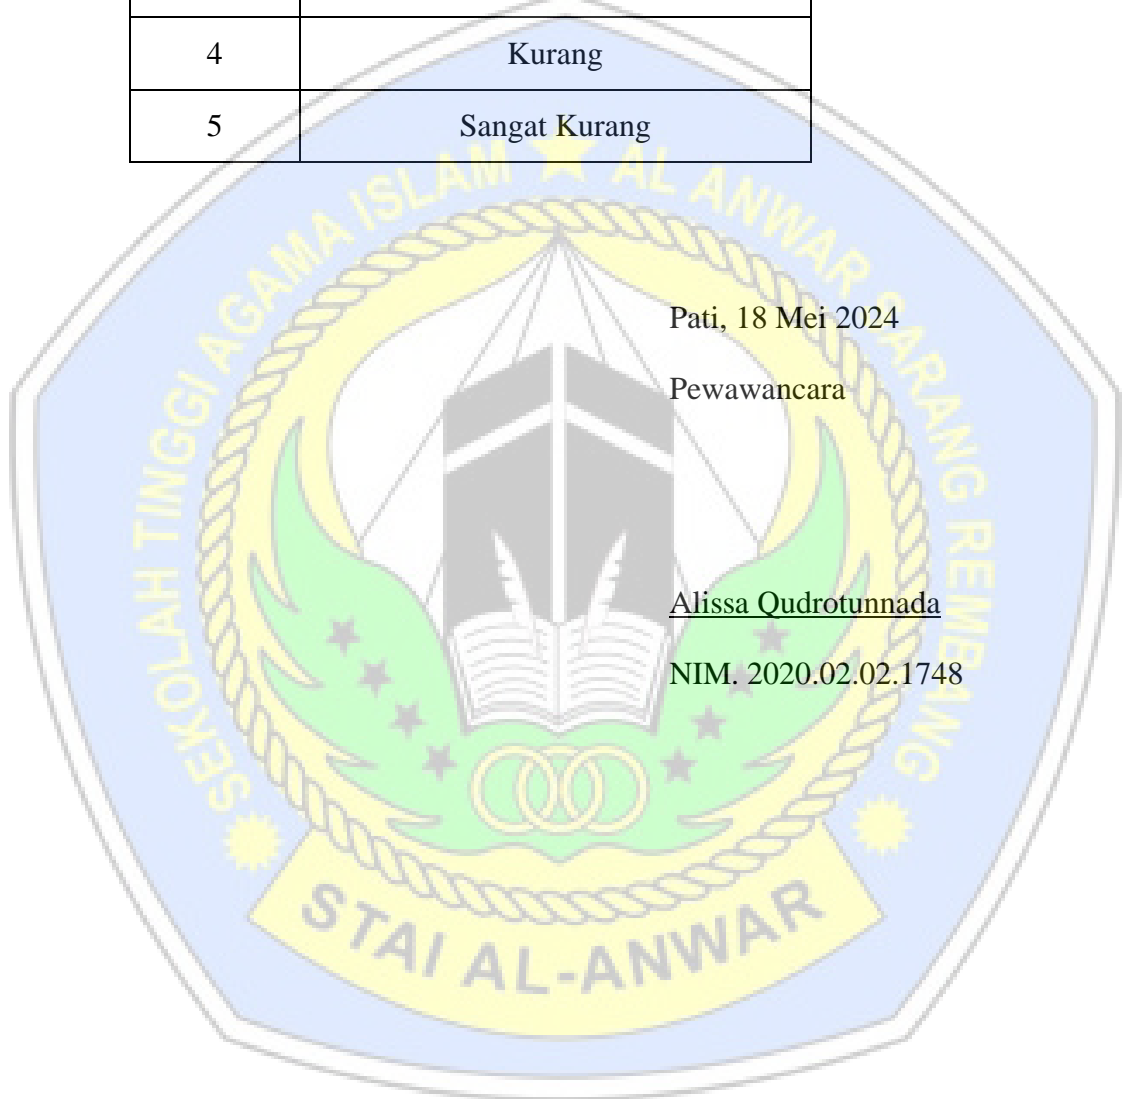 4 Kurang
5 Sangat Kurang
SEKOLAH TINGGI AGAMA ISLAM ★ AL ANWAR SARANG REMBANG
Pati, 18 Mei 2024
Pewawancara
Alissa Qudrotunnada
NIM. 2020.02.02.1748
STAI AL-ANWAR